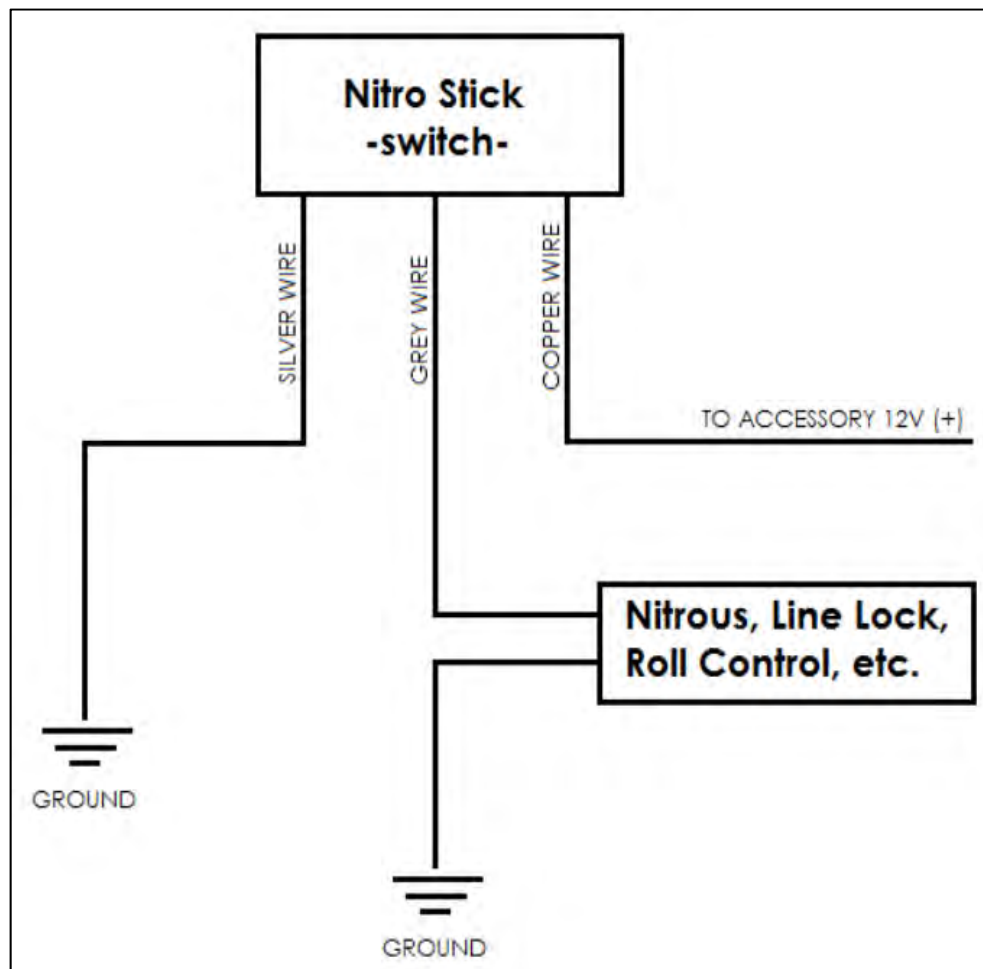 Nitro Stick
-switch-
SILVER WIRE
GREY WIRE
COPPER WIRE
TO ACCESSORY 12V (+)
Nitrous, Line Lock,
Roll Control, etc.
GROUND
GROUND